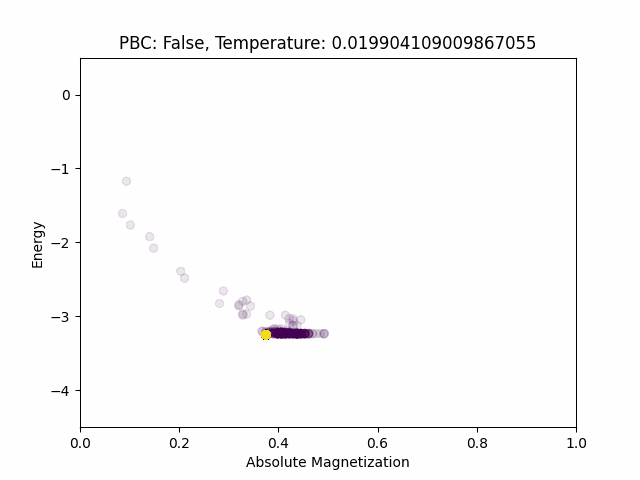 PBC: False, Temperature: 0.019904109009867055
Energy
0
−1
−2
−3
−4
0.0 0.2 0.4 0.6 0.8 1.0
Absolute Magnetization